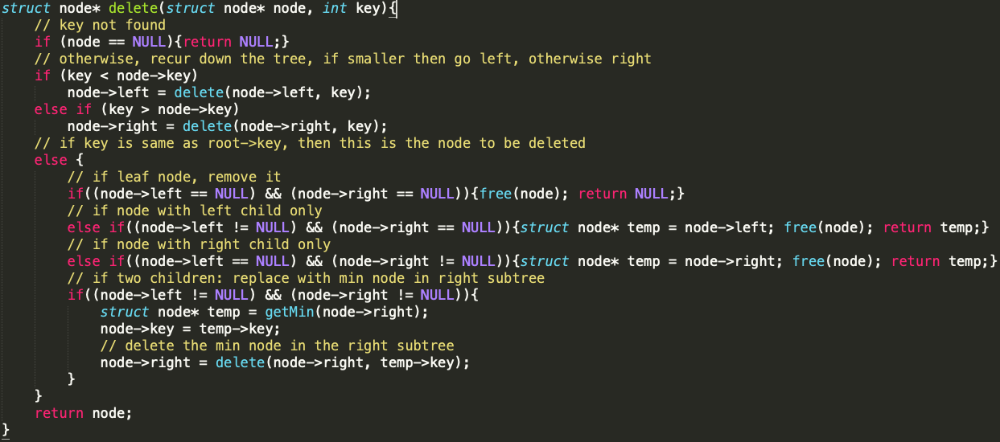 struct node* delete(struct node* node, int key){
    // key not found
    if (node == NULL){return NULL;}
    // otherwise, recur down the tree, if smaller then go left, otherwise right
    if (key < node->key)
        node->left = delete(node->left, key);
    else if (key > node->key)
        node->right = delete(node->right, key);
    // if key is same as root->key, then this is the node to be deleted
    else {
        // if leaf node, remove it
        if((node->left == NULL) && (node->right == NULL)){free(node); return NULL;}
        // if node with left child only
        else if((node->left != NULL) && (node->right == NULL)){struct node* temp = node->left; free(node); return temp;}
        // if node with right child only
        else if((node->left == NULL) && (node->right != NULL)){struct node* temp = node->right; free(node); return temp;}
        // if two children: replace with min node in right subtree
        if((node->left != NULL) && (node->right != NULL)){
            struct node* temp = getMin(node->right);
            node->key = temp->key;
            // delete the min node in the right subtree
            node->right = delete(node->right, temp->key);
        }
    }
    return node;
}